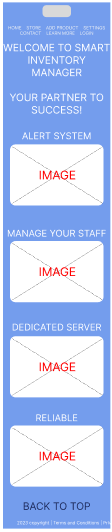 HOME STORE ADD PRODUCT SETTINGS
CONTACT LEARN MORE LOGIN
WELCOME TO SMART
INVENTORY
MANAGER
YOUR PARTNER TO
SUCCESS!
ALERT SYSTEM
IMAGE
MANAGE YOUR STAFF
IMAGE
DEDICATED SERVER
IMAGE
RELIABLE
IMAGE
BACK TO TOP
2023 copyright | Terms and Conditions |